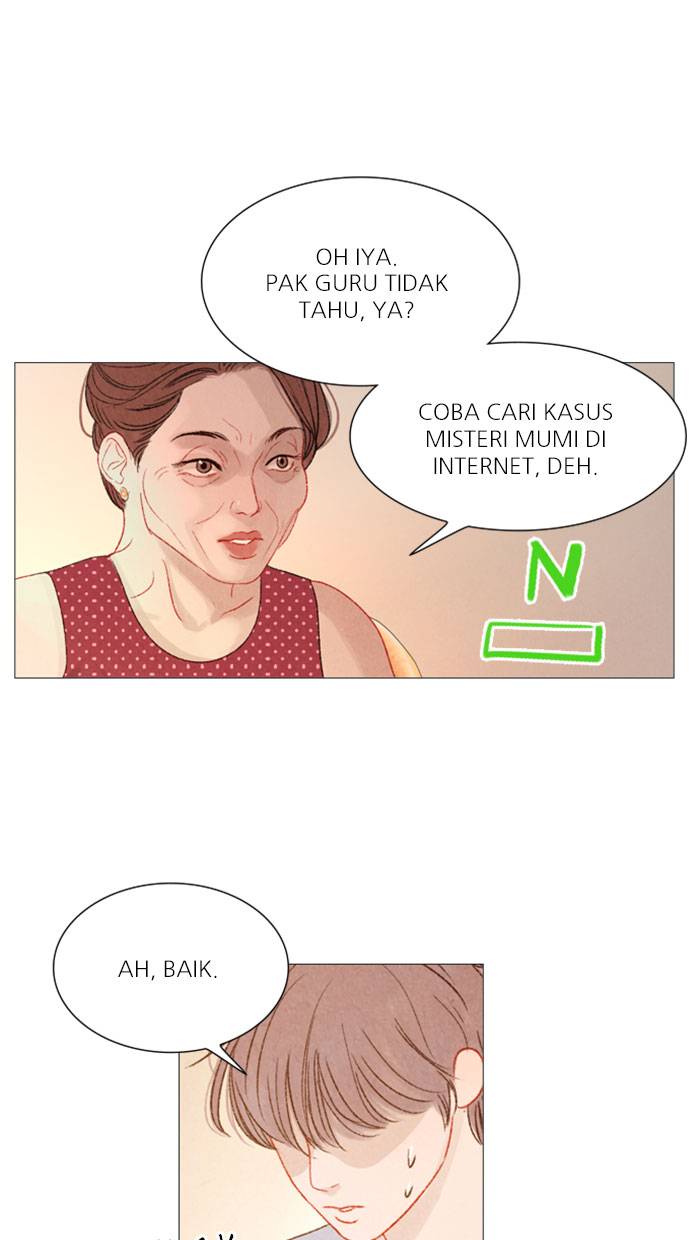 OH IYA.
PAK GURU TIDAK
TAHU, YA?
COBA CARI KASUS
MISTERI MUMI DI
INTERNET, DEH.
N
AH, BAIK.